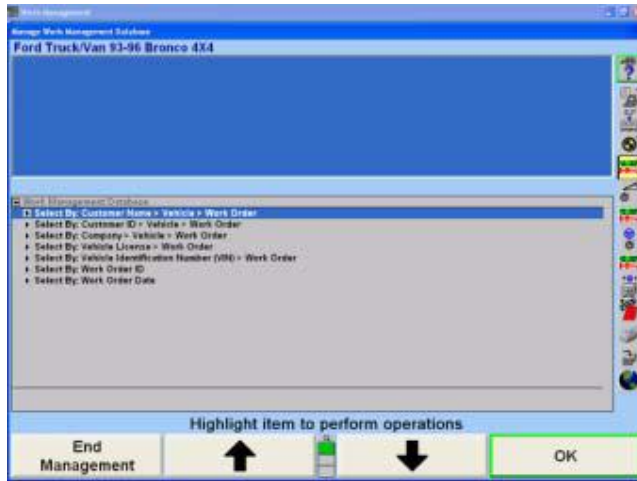 Work Management
Manage Work Management Database
Ford Truck/Van 93-96 Bronco 4X4
Work Management Database
Select By: Customer Name > Vehicle > Work Order
Select By: Customer ID > Vehicle > Work Order
Select By: Company > Vehicle > Work Order
Select By: Vehicle License > Work Order
Select By: Vehicle Identification Number (VIN) > Work Order
Select By: Work Order ID
Select By: Work Order Date
Highlight item to perform operations
End
Management
OK